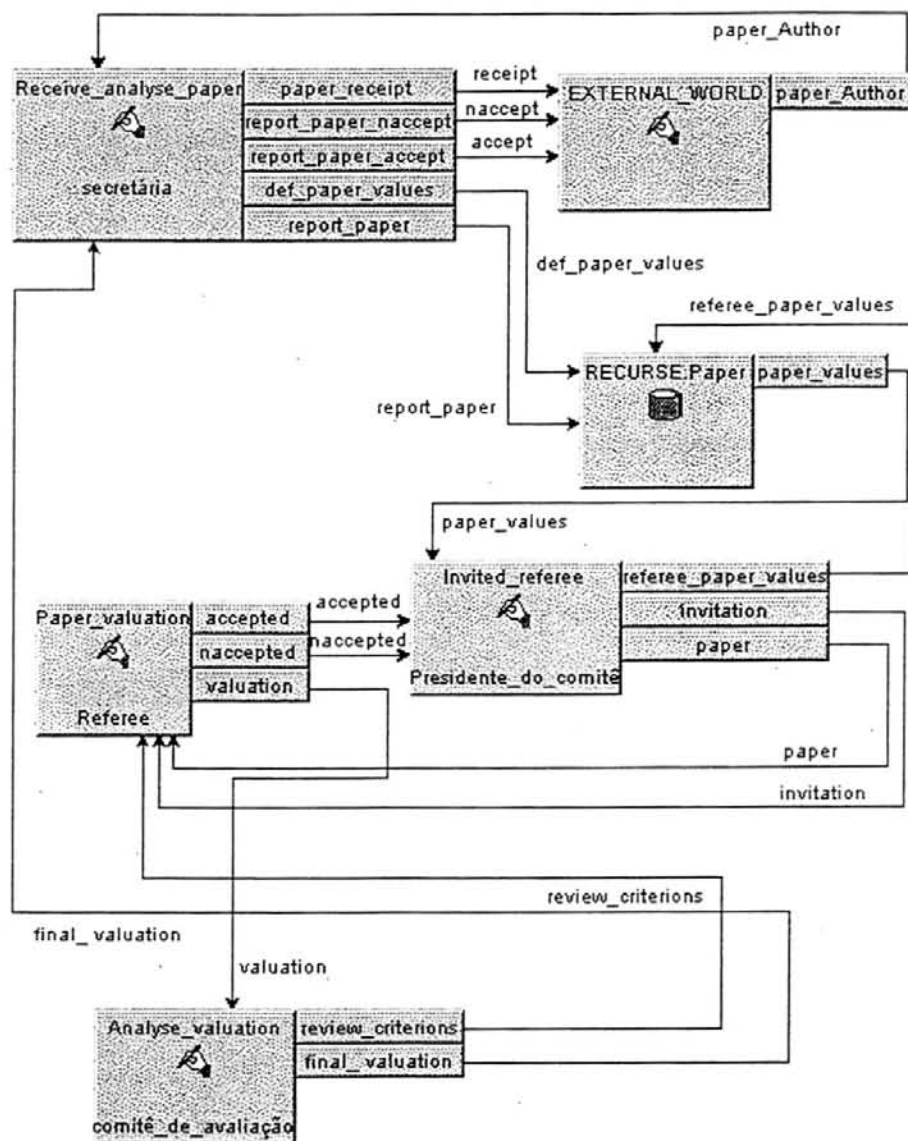 paper_Author
Receive_analyse_paper
secretária
paper_receipt
report_paper_naccept
report_paper_accept
def_paper_values
report_paper
receipt
naccept
accept
EXTERNAL_WORLD
paper_Author
def_paper_values
referee_paper_values
RECURSE:Paper
paper_values
report_paper
paper_values
Invited_referee
Presidente_do_comitê
referee_paper_values
Invitation
paper
Paper_valuation
Referee
accepted
naccepted
valuation
accepted
naccepted
paper
invitation
review_criterions
final_valuation
valuation
Analyse_valuation
comitê_de_avaliação
review_criterions
final_valuation